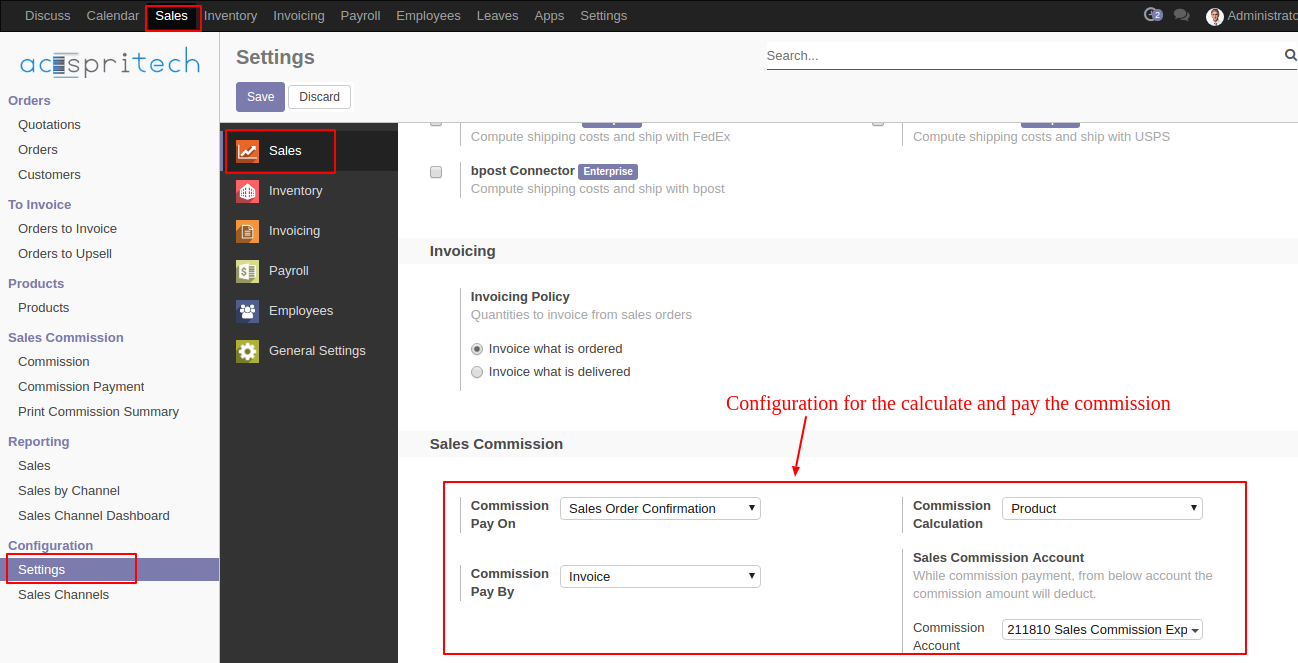 Discuss Calendar Sales Inventory Invoicing Payroll Employees Leaves Apps Settings 2 Administrato
acespritech
Settings
Search...
Save Discard
Orders
Quotations
Orders
Customers
To Invoice
Orders to Invoice
Orders to Upsell
Products
Products
Sales Commission
Commission
Commission Payment
Print Commission Summary
Reporting
Sales
Sales by Channel
Sales Channel Dashboard
Configuration
Settings
Sales Channels
Sales
Inventory
Invoicing
Payroll
Employees
General Settings
Compute shipping costs and ship with FedEx
Compute shipping costs and ship with USPS
bpost Connector Enterprise
Compute shipping costs and ship with bpost
Invoicing
Invoicing Policy
Quantities to invoice from sales orders
Invoice what is ordered
Invoice what is delivered
Configuration for the calculate and pay the commission
Sales Commission
Commission
Pay On
Sales Order Confirmation
Commission
Calculation
Product
Commission
Pay By
Invoice
Sales Commission Account
While commission payment, from below account the
commission amount will deduct.
Commission
Account
211810 Sales Commission Exp